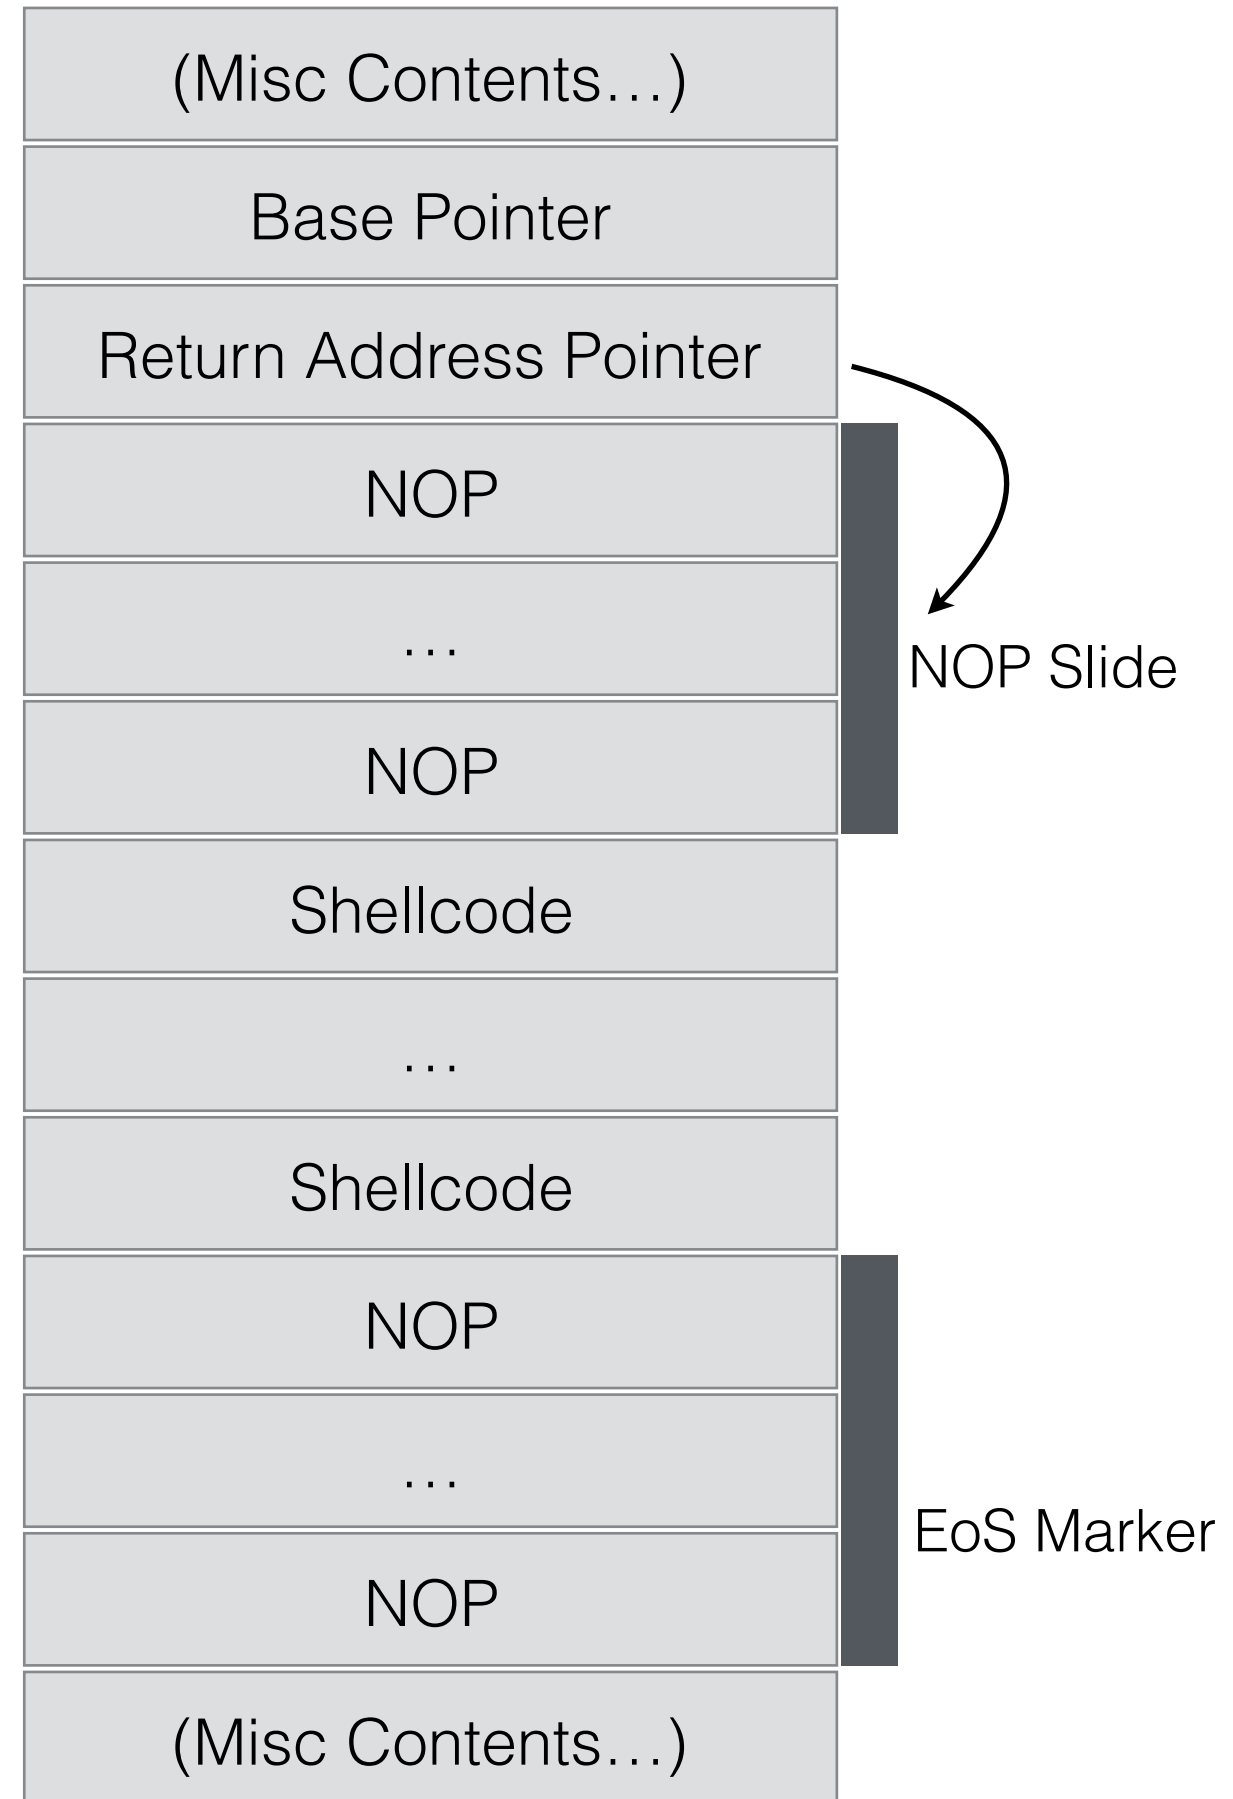 (Misc Contents…)
Base Pointer
Return Address Pointer
NOP
…
NOP Slide
NOP
Shellcode
…
Shellcode
NOP
…
EoS Marker
NOP
(Misc Contents…)